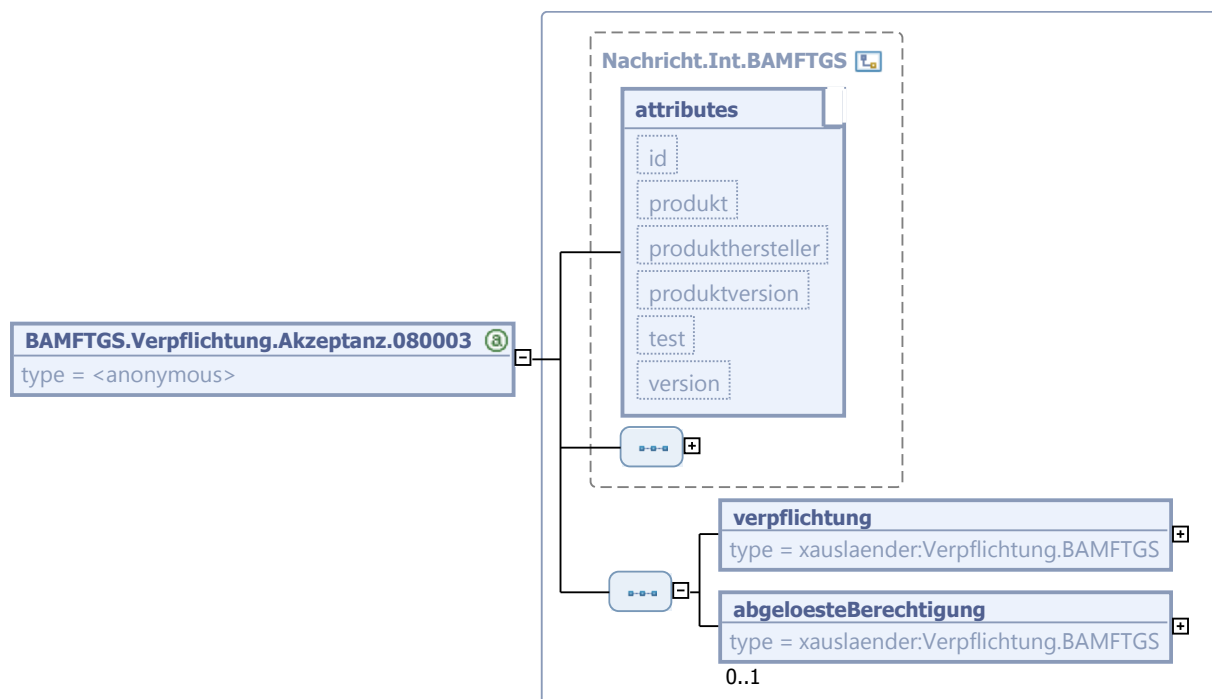 Nachricht.Int.BAMFTGS
attributes
id
produkt
produkthersteller
produktversion
test
version
BAMFTGS.Verpflichtung.Akzeptanz.080003 a
type = <anonymous>
verpflichtung
type = xauslaender:Verpflichtung.BAMFTGS
abgeloesteBerechtigung
type = xauslaender:Verpflichtung.BAMFTGS
0..1